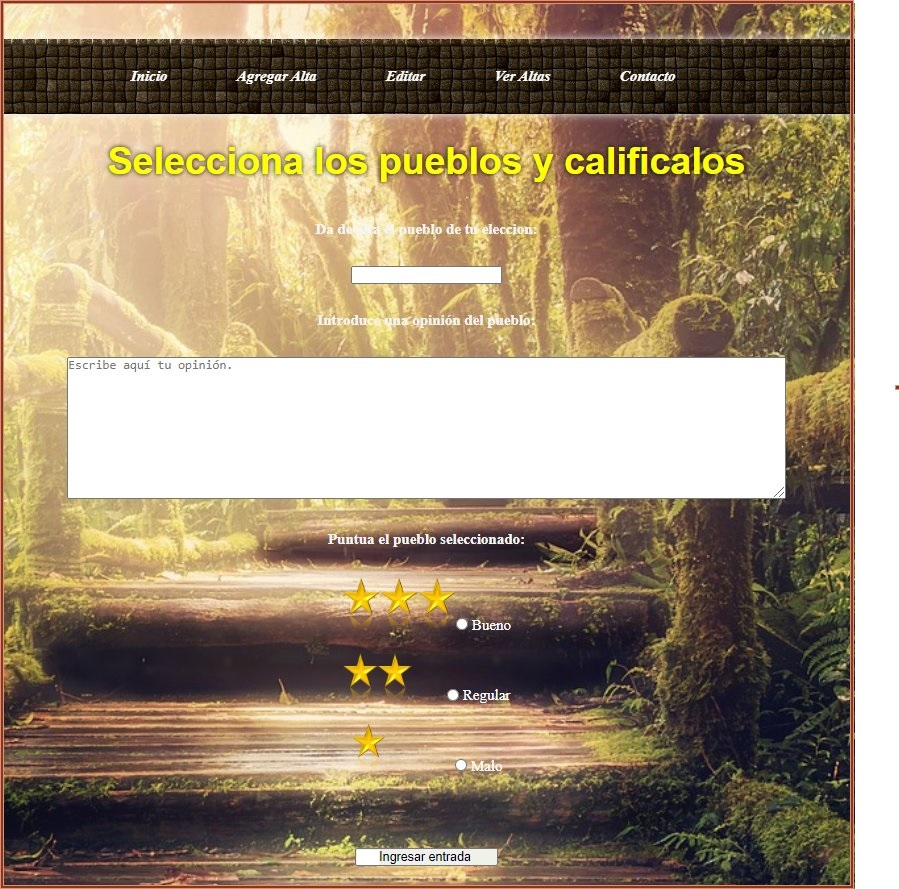 Inicio Agregar Alta Editar Ver Altas Contacto
Selecciona los pueblos y calificalos
Da de alta el pueblo de tu eleccion:
Introduce una opinión del pueblo:
Escribe aquí tu opinión.
Puntua el pueblo seleccionado:
Bueno
Regular
Malo
Ingresar entrada